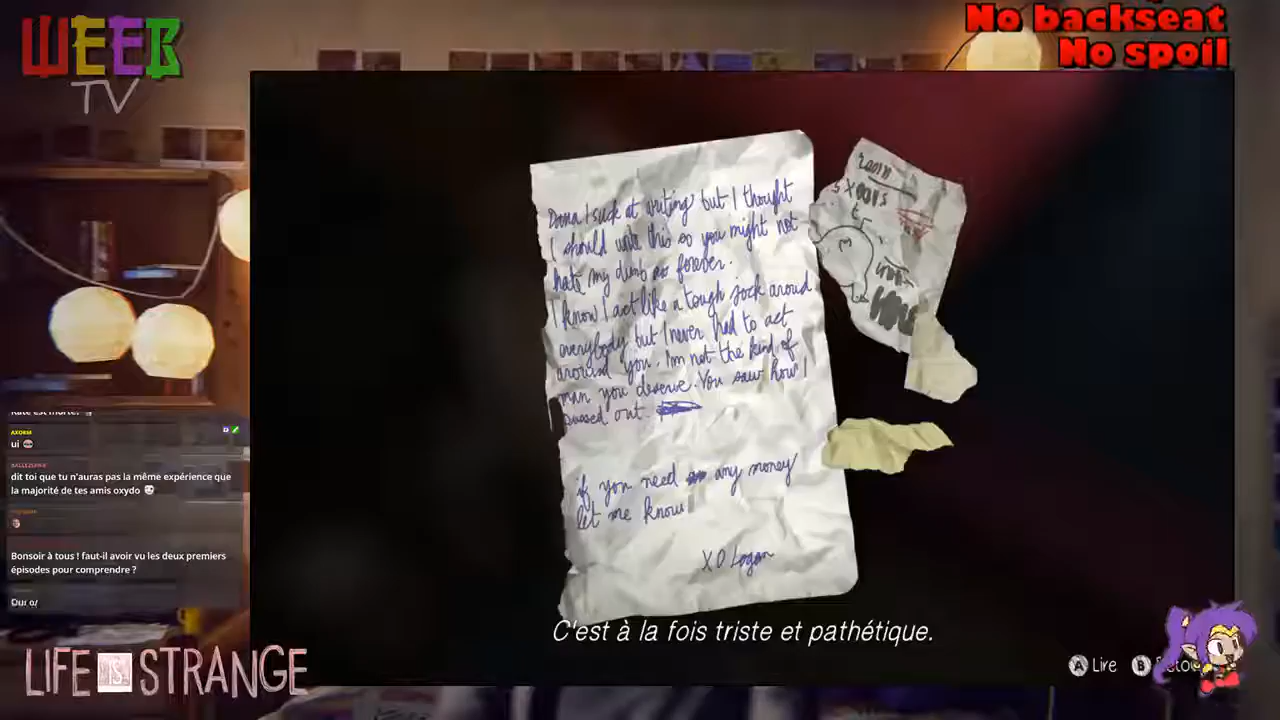 WEEB
TV
No backseat
No spoil
Dana I suck at writing but I thought
I should write this so you might not
hate my dumb ass forever.
I know I act like a tough jock around
everybody but I never had to act
around you. I'm not the kind of
man you deserve. You saw how I
pussed out.
if you need any money
let me know
XO Logan
Kate est morte?
AXORM
ui
dit toi que tu n'auras pas la même expérience que
la majorité de tes amis oxydo
Bonsoir à tous ! faut-il avoir vu les deux premiers
épisodes pour comprendre ?
Oui o/
C'est à la fois triste et pathétique.
A Lire B
LIFE IS STRANGE